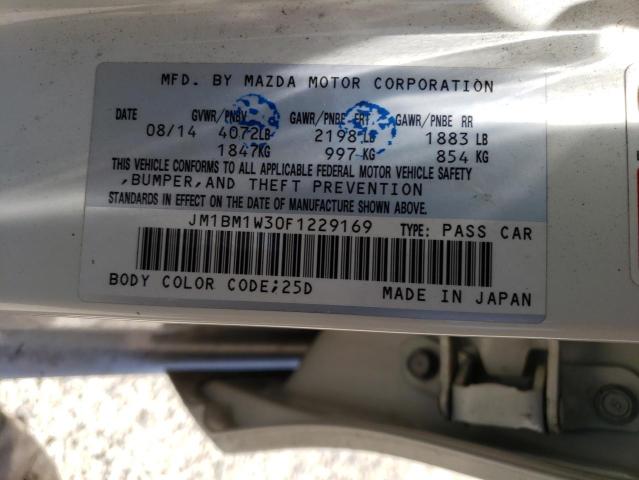 MFD. BY MAZDA MOTOR CORPORATION
DATE GVWR/PNBV GAWR/PNBE FRT. GAWR/PNBE RR
08/14 4072LB 2198LB 1883 LB
1847KG 997 KG 854 KG
THIS VEHICLE CONFORMS TO ALL APPLICABLE FEDERAL MOTOR VEHICLE SAFETY
,BUMPER,AND THEFT PREVENTION
STANDARDS IN EFFECT ON THE DATE OF MANUFACTURE SHOWN ABOVE.
JM1BM1W30F1229169 TYPE: PASS CAR
BODY COLOR CODE;25D MADE IN JAPAN